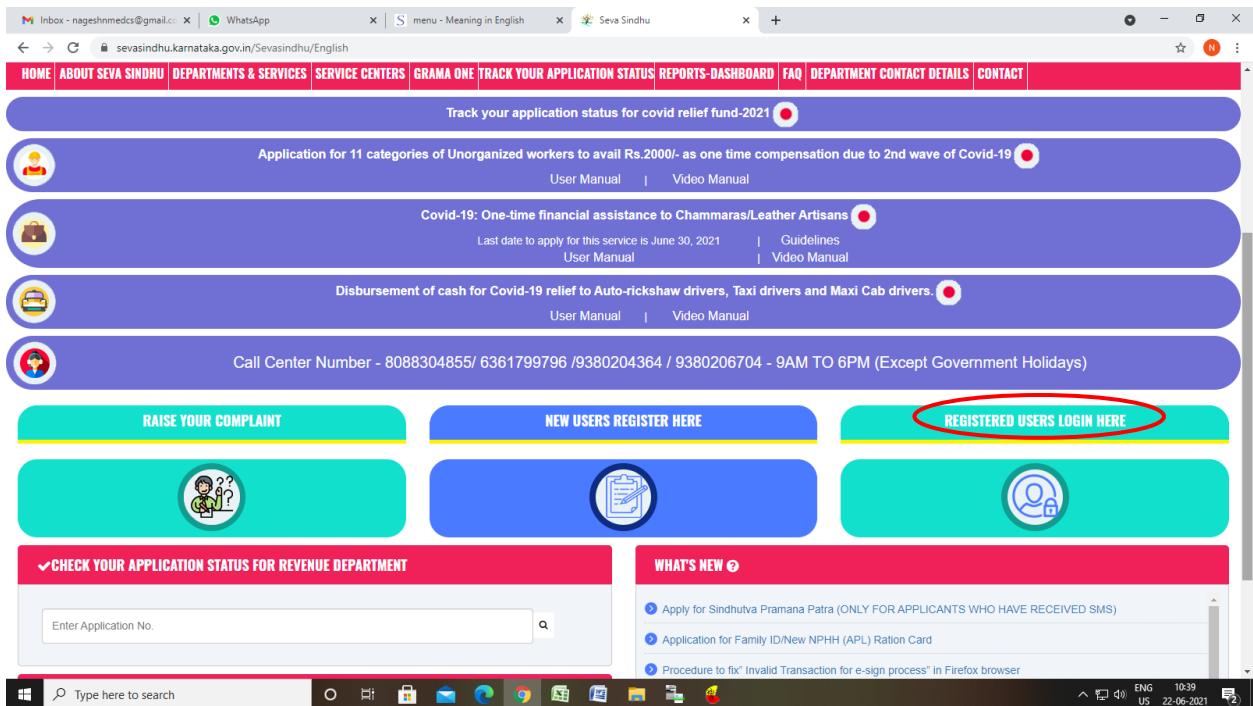 Inbox - nageshnmedcs@gmail.cc
WhatsApp
S menu - Meaning in English
Seva Sindhu
sevasindhu.karnataka.gov.in/Sevasindhu/English
N
HOME ABOUT SEVA SINDHU DEPARTMENTS & SERVICES SERVICE CENTERS GRAMA ONE TRACK YOUR APPLICATION STATUS REPORTS-DASHBOARD FAQ DEPARTMENT CONTACT DETAILS CONTACT
Track your application status for covid relief fund-2021
Application for 11 categories of Unorganized workers to avail Rs.2000/- as one time compensation due to 2nd wave of Covid-19
User Manual | Video Manual
Covid-19: One-time financial assistance to Chammaras/Leather Artisans
Last date to apply for this service is June 30, 2021 | Guidelines
User Manual | Video Manual
Disbursement of cash for Covid-19 relief to Auto-rickshaw drivers, Taxi drivers and Maxi Cab drivers.
User Manual | Video Manual
Call Center Number - 8088304855/ 6361799796 /9380204364 / 9380206704 - 9AM TO 6PM (Except Government Holidays)
RAISE YOUR COMPLAINT
NEW USERS REGISTER HERE
REGISTERED USERS LOGIN HERE
CHECK YOUR APPLICATION STATUS FOR REVENUE DEPARTMENT
Enter Application No.
WHAT'S NEW
Apply for Sindhutva Pramana Patra (ONLY FOR APPLICANTS WHO HAVE RECEIVED SMS)
Application for Family ID/New NPHH (APL) Ration Card
Procedure to fix" Invalid Transaction for e-sign process" in Firefox browser
Type here to search
ENG
US
10:39
22-06-2021
2